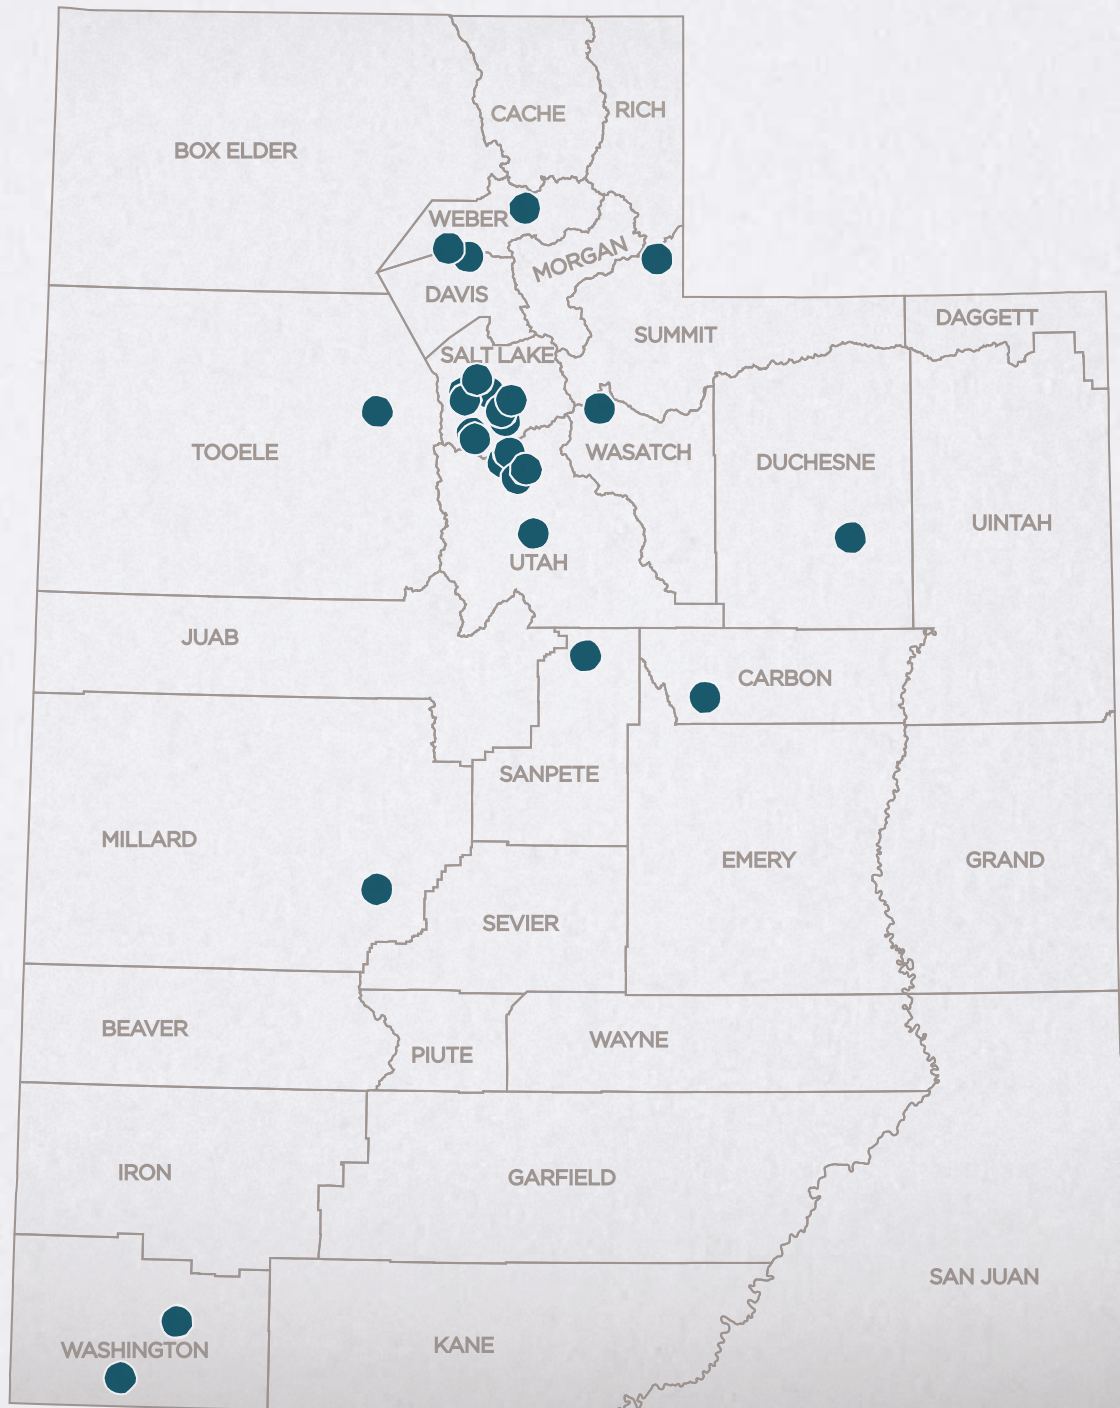 CACHE
RICH
BOX ELDER
WEBER
MORGAN
DAVIS
DAGGETT
SUMMIT
SALT LAKE
TOOELE
WASATCH
DUCHESNE
UINTAH
UTAH
JUAB
CARBON
SANPETE
MILLARD
EMERY
GRAND
SEVIER
BEAVER
WAYNE
PIUTE
IRON
GARFIELD
SAN JUAN
KANE
WASHINGTON